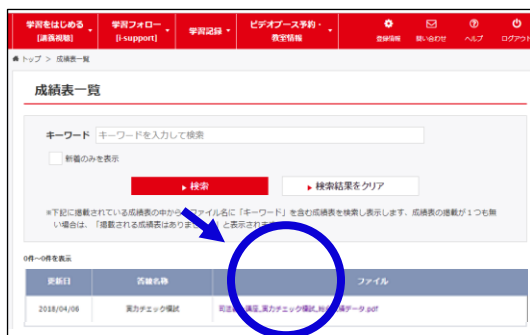 学習をはじめる
[講義視聴]
学習フォロー
[i-support]
学習記録
ビデオブース予約・
教室情報
登録情報
問い合わせ
ヘルプ
ログアウト
トップ > 成績表一覧
成績表一覧
キーワード キーワードを入力して検索
新着のみを表示
検索
検索結果をクリア
※下記に掲載されている成績表の中から ファイル名に「キーワード」を含む成績表を検索し表示します、成績表の掲載が1つも無
い場合は、「掲載される成績表はありません」と表示され
0件～0件を表示
更新日 答練名称 ファイル
2018/04/06 実力チェック模試 司法 講座_実力チェック模試_総合成績データ.pdf